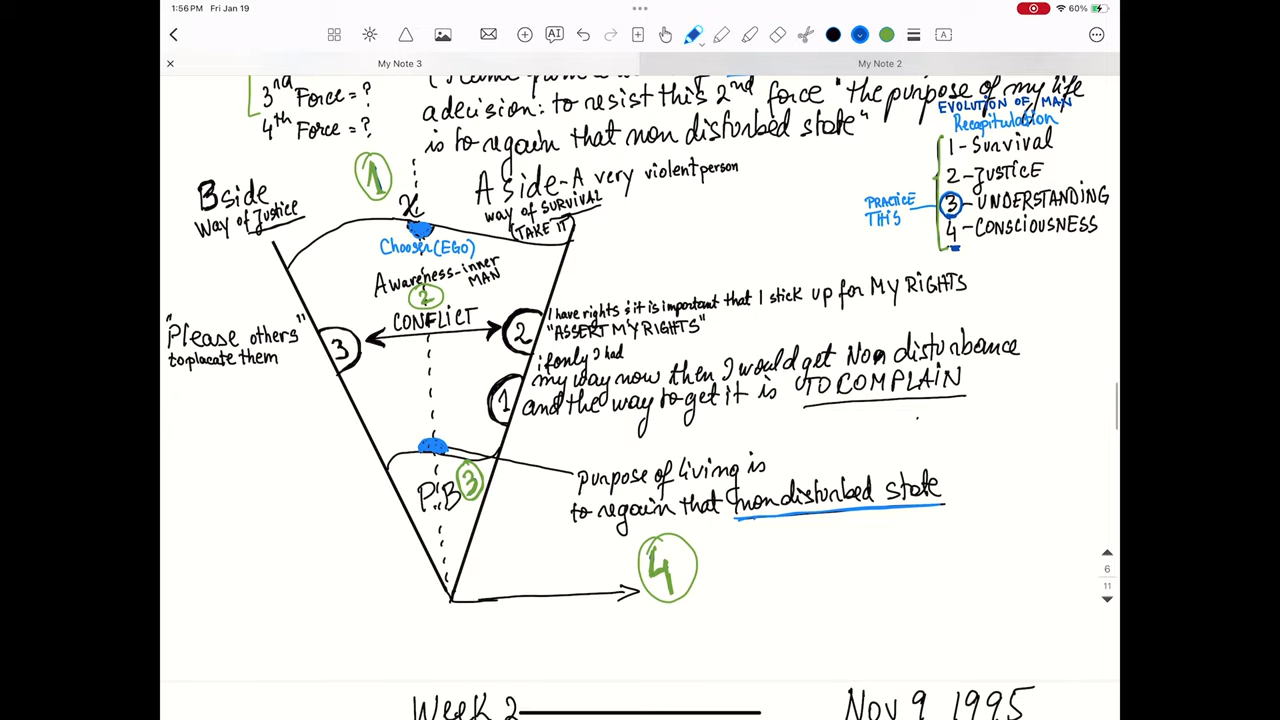 1:56 PM Fri Jan 19
60%
AI
A
My Note 3
My Note 2
3rd Force = ?
4th Force = ?
a decision: to resist this 2nd force "the purpose of my life
is to regain that non disturbed state"
EVOLUTION OF MAN
Recapitulation
1 - Survival
2 - JUSTICE
3 - UNDERSTANDING
4 - CONSCIOUSNESS
PRACTICE
THIS
1
B side
Way of Justice
A side - A very violent person
way of SURVIVAL
(TAKE IT)
X
Chooser (EGO)
Awareness - inner
MAN
2
CONFLICT
"Please others"
to placate them
3
2
I have rights & it is important that I stick up for MY RIGHTS
"ASSERT MY RIGHTS"
1
if only I had
my way now then I would get Non disturbance
and the way to get it is TO COMPLAIN
P.B
3
purpose of living is
to regain that non disturbed state
4
6
11
Week 2
Nov 9 1995